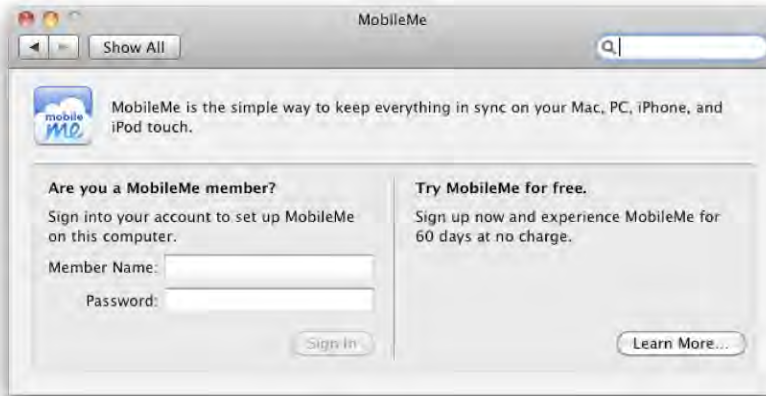 MobileMe
Show All
mobile
me
MobileMe is the simple way to keep everything in sync on your Mac, PC, iPhone, and
iPod touch.
Are you a MobileMe member?
Sign into your account to set up MobileMe
on this computer.
Member Name:
Password:
Sign In
Try MobileMe for free.
Sign up now and experience MobileMe for
60 days at no charge.
Learn More...